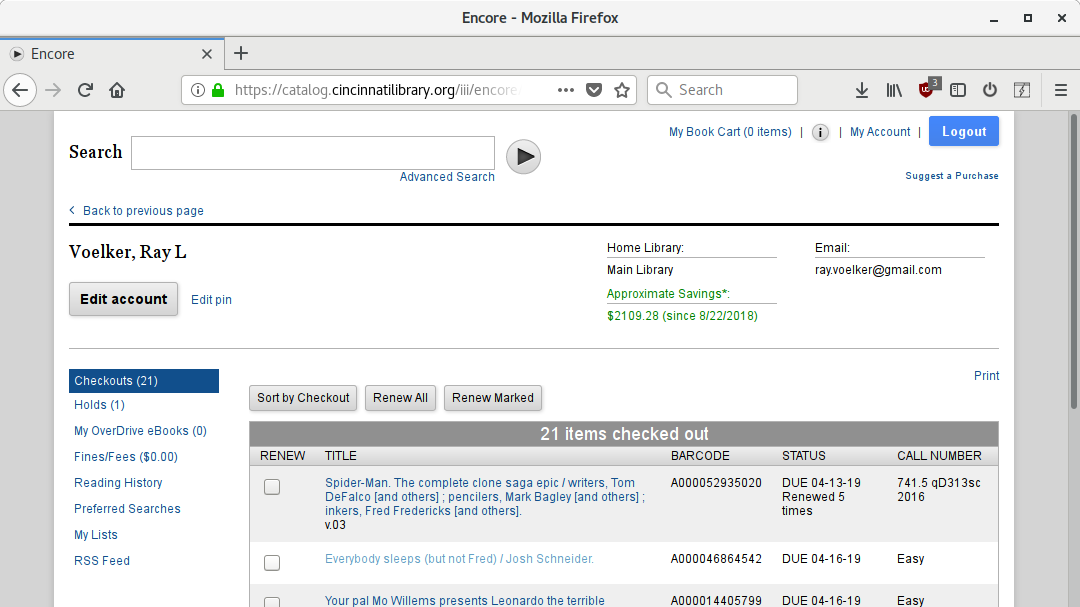 Encore - Mozilla Firefox
Encore
https://catalog.cincinnatilibrary.org/iii/encore
Search
3
My Book Cart (0 items) | i | My Account | Logout
Search
Advanced Search
Suggest a Purchase
< Back to previous page
Voelker, Ray L
Home Library:
Email:
Main Library
ray.voelker@gmail.com
Edit account
Edit pin
Approximate Savings*:
$2109.28 (since 8/22/2018)
Checkouts (21)
Holds (1)
My OverDrive eBooks (0)
Fines/Fees ($0.00)
Reading History
Preferred Searches
My Lists
RSS Feed
Print
Sort by Checkout
Renew All
Renew Marked
21 items checked out
RENEW TITLE BARCODE STATUS CALL NUMBER
Spider-Man. The complete clone saga epic / writers, Tom
DeFalco [and others] ; pencilers, Mark Bagley [and others] ;
inkers, Fred Fredericks [and others].
v.03
A000052935020
DUE 04-13-19
Renewed 5
times
741.5 qD313sc
2016
Everybody sleeps (but not Fred) / Josh Schneider.
A000046864542
DUE 04-16-19
Easy
Your pal Mo Willems presents Leonardo the terrible
A000014405799
DUE 04-16-19
Easy